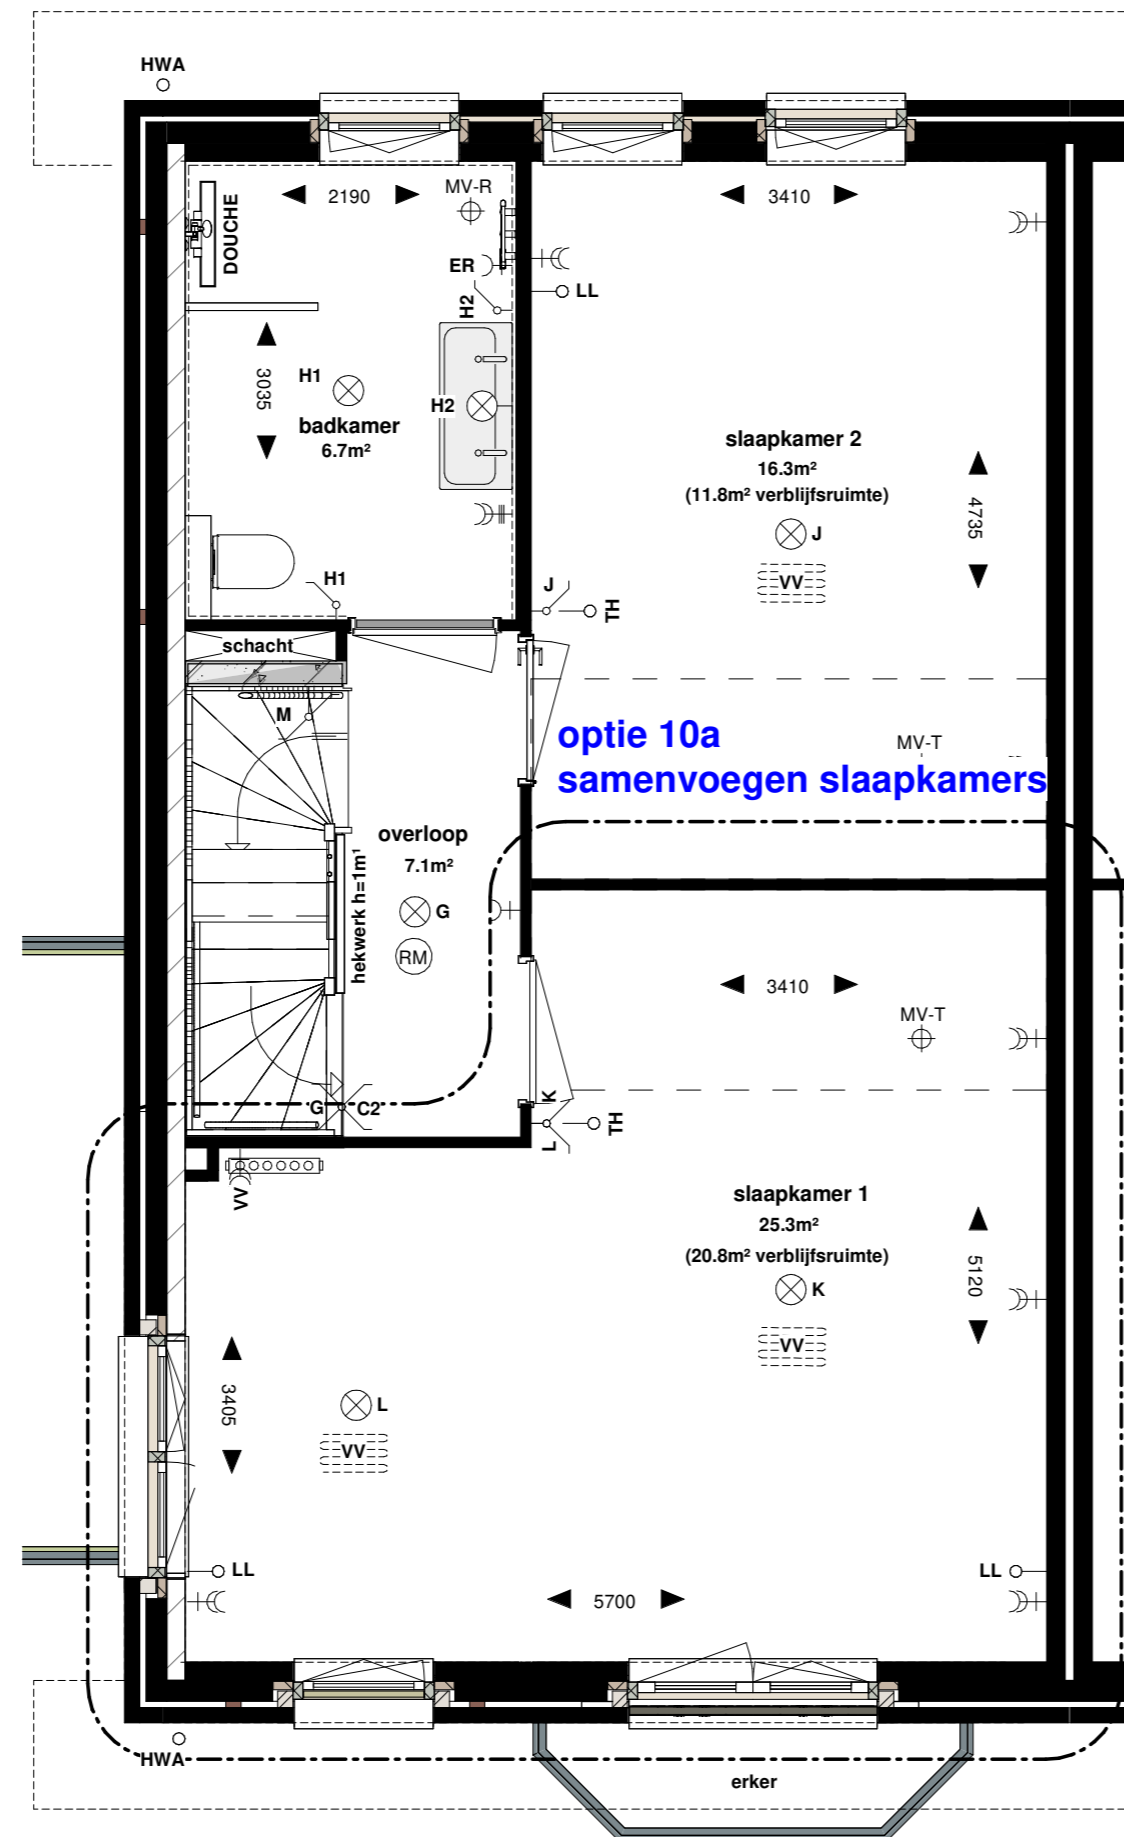 HWA
2190
MV-R
3410
DOUCHE
ER
LL
H2
3035
H1
H2
badkamer
6.7m²
slaapkamer 2
16.3m²
(11.8m² verblijfsruimte)
4735
J
VV
H1
J
TH
schacht
M
optie 10a
MV-T
samenvoegen slaapkamers
overloop
7.1m²
hekwerk h=1m¹
G
RM
3410
MV-T
K
G
C2
L
TH
VV
slaapkamer 1
25.3m²
(20.8m² verblijfsruimte)
5120
K
VV
3405
L
VV
LL
LL
5700
HWA
erker